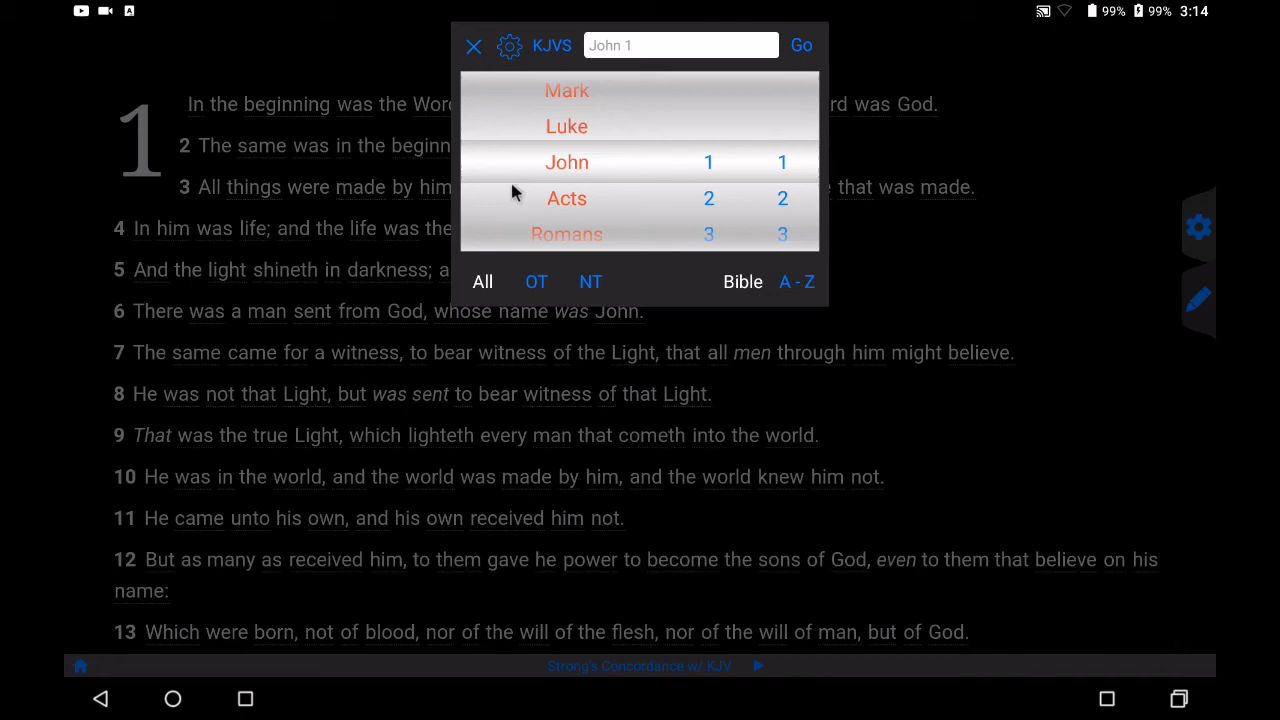 99% 99% 3:14
KJVS John 1 Go
Mark
Luke
John 1 1
Acts 2 2
Romans 3 3
All OT NT Bible A - Z
1 In the beginning was the Wor rd was God.
2 The same was in the beginn
3 All things were made by him e that was made.
4 In him was life; and the life was the
5 And the light shineth in darkness; a
6 There was a man sent from God, whose name was John.
7 The same came for a witness, to bear witness of the Light, that all men through him might believe.
8 He was not that Light, but was sent to bear witness of that Light.
9 That was the true Light, which lighteth every man that cometh into the world.
10 He was in the world, and the world was made by him, and the world knew him not.
11 He came unto his own, and his own received him not.
12 But as many as received him, to them gave he power to become the sons of God, even to them that believe on his
name:
13 Which were born, not of blood, nor of the will of the flesh, nor of the will of man, but of God.
Strong's Concordance w/ KJV